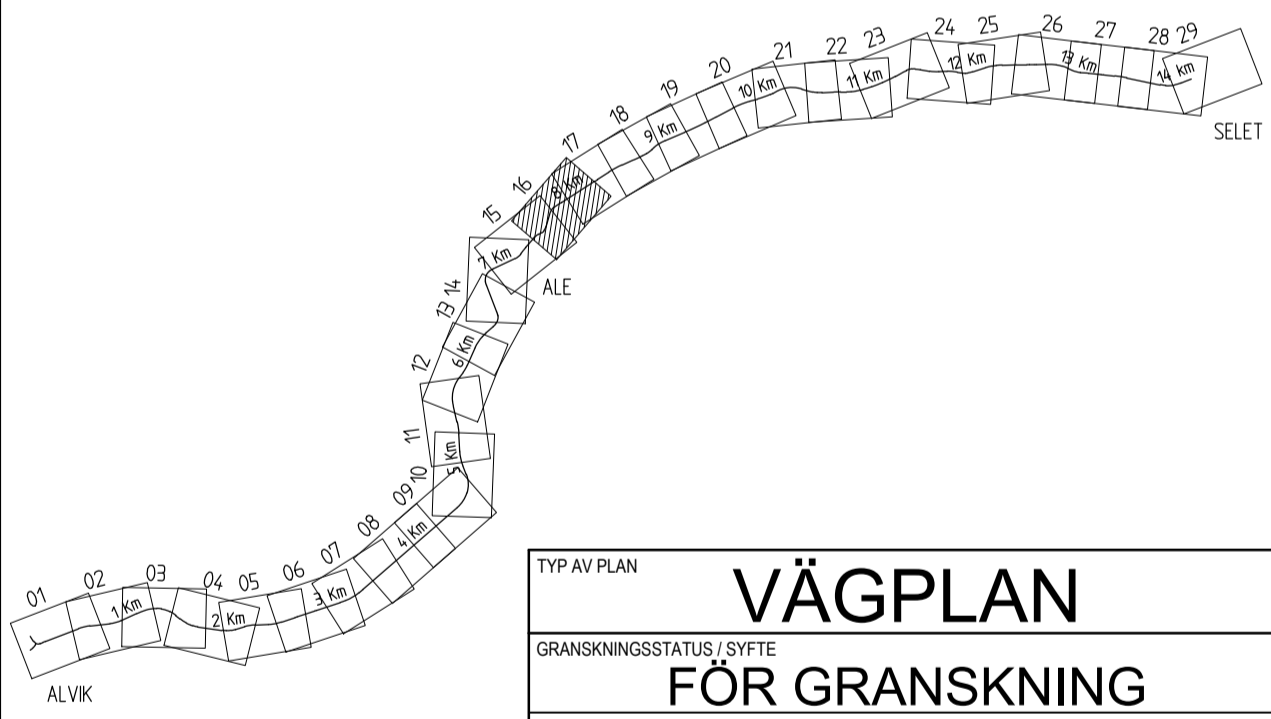 01
02
03
04
05
06
07
08
09
10
11
12
13
14
15
16
17
18
19
20
21
22
23
24
25
26
27
28
29
1 Km
2 Km
3 Km
4 Km
5 Km
6 Km
7 Km
8 Km
9 Km
10 Km
11 Km
12 Km
13 Km
14 Km
ALVIK
ALE
SELET
TYP AV PLAN
VÄGPLAN
GRANSKNINGSSTATUS / SYFTE
FÖR GRANSKNING